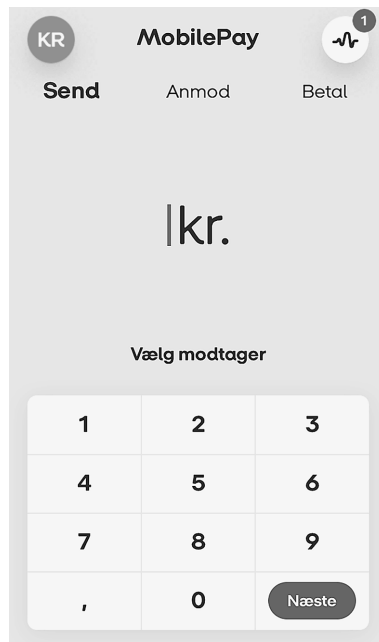 KR MobilePay 1
Send Anmod Betal
kr.
Vælg modtager
1 2 3
4 5 6
7 8 9
, 0 Næste